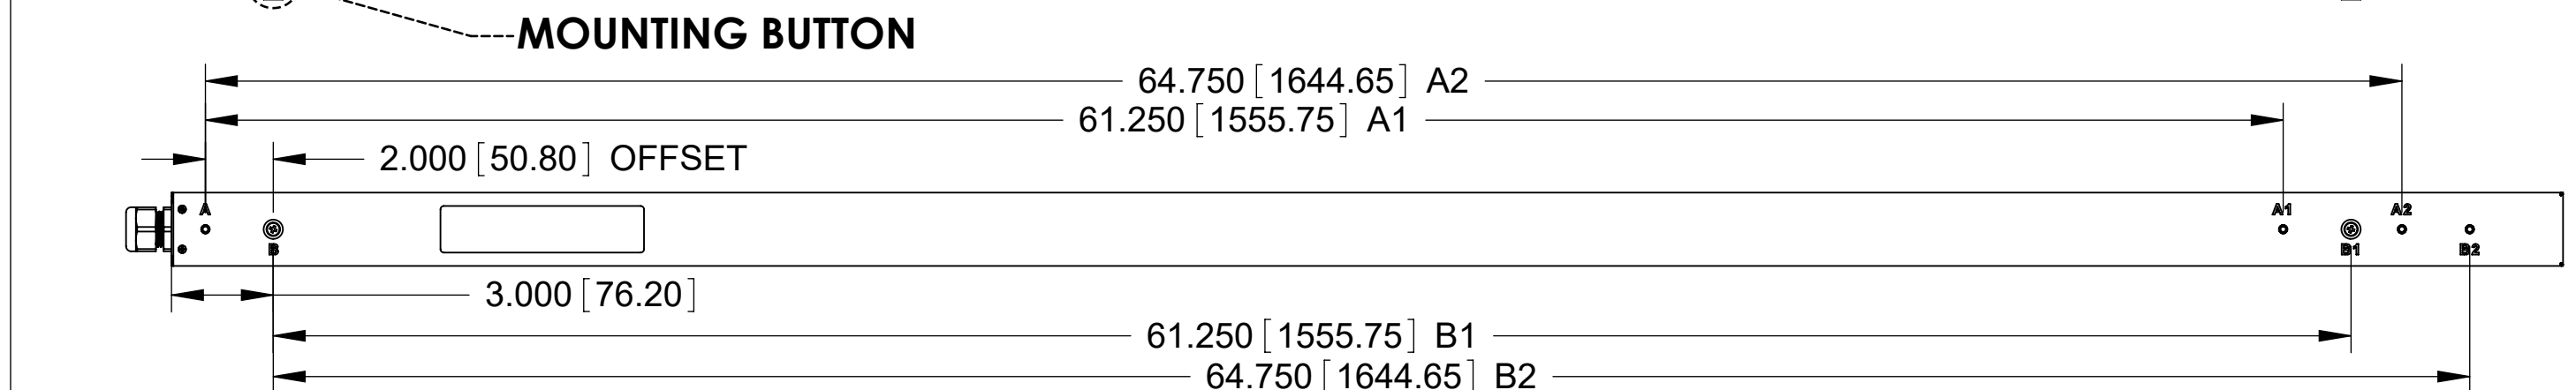 MOUNTING BUTTON
64.750 [1644.65] A2
61.250 [1555.75] A1
2.000 [50.80] OFFSET
A
A1
A2
B
B1
B2
3.000 [76.20]
61.250 [1555.75] B1
64.750 [1644.65] B2